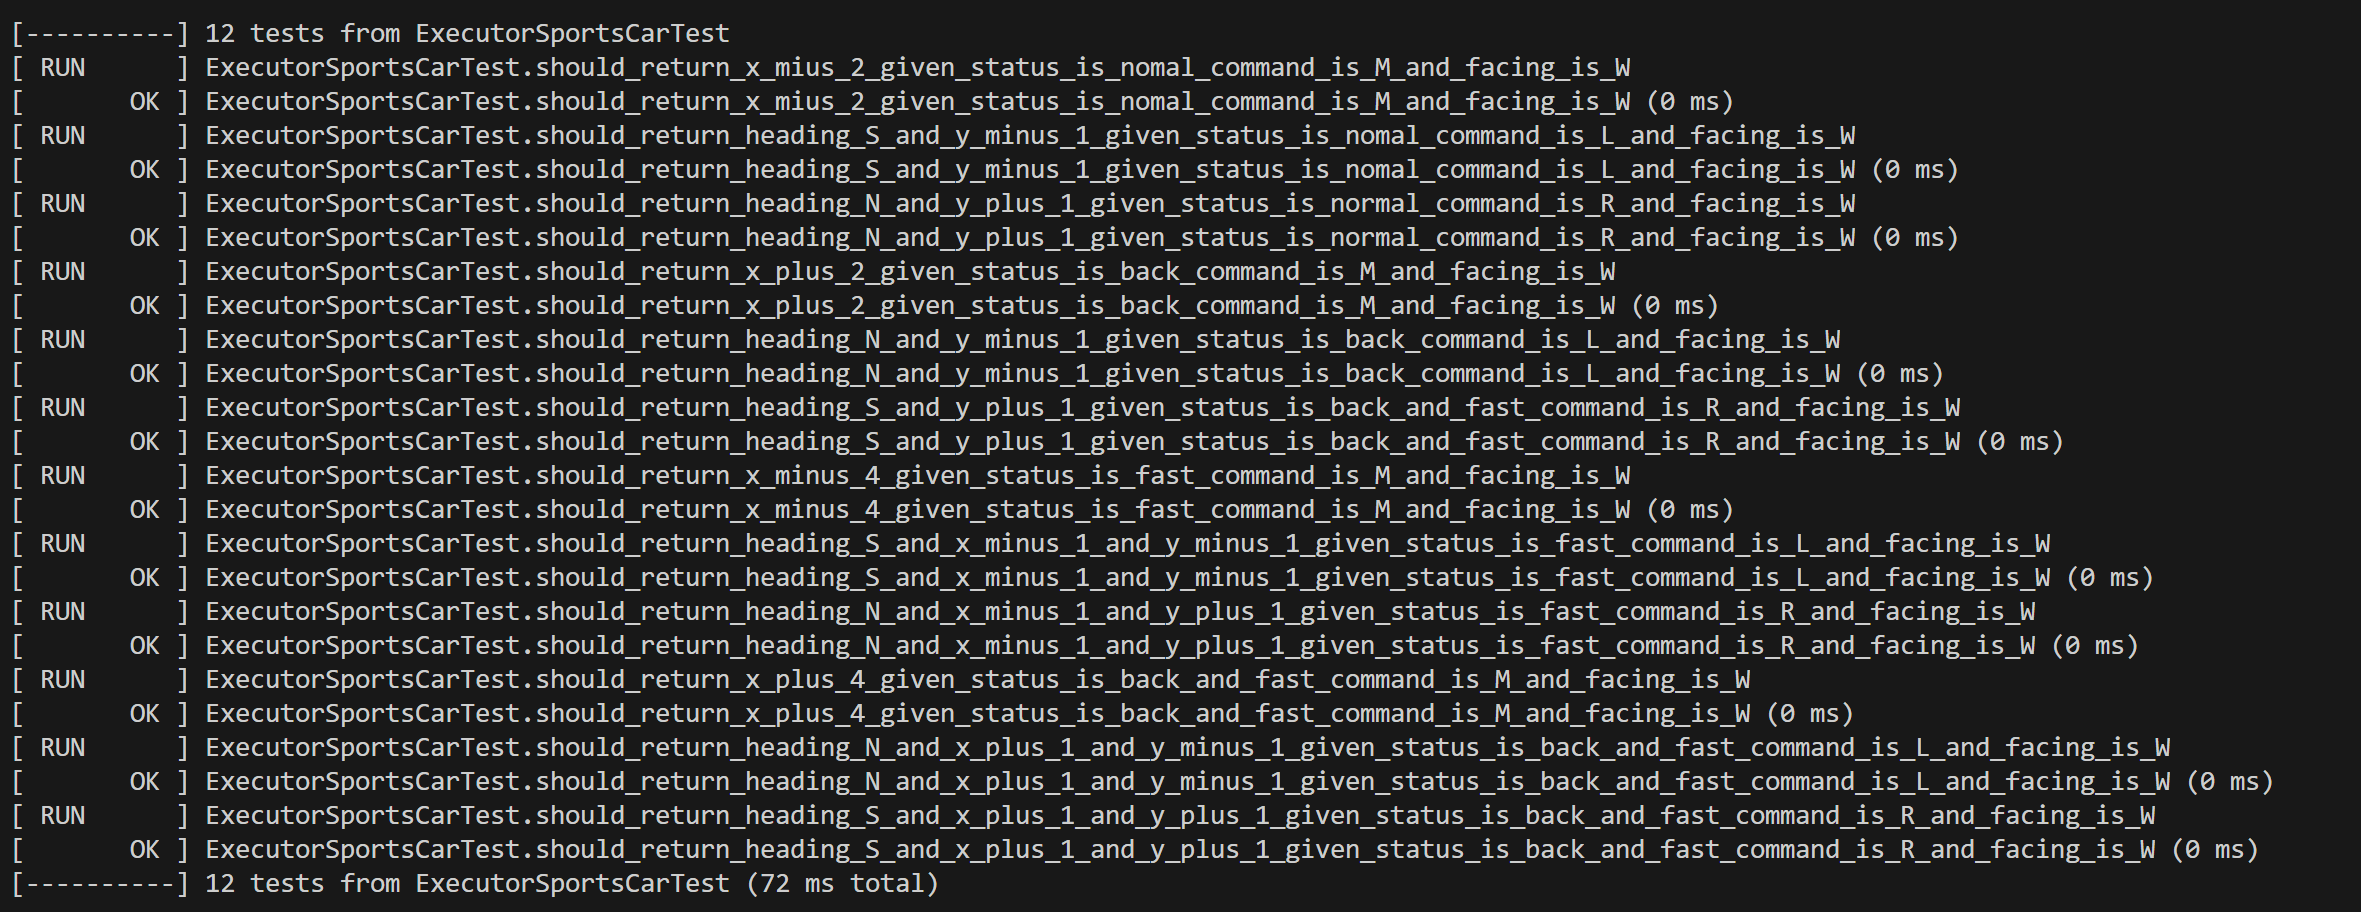 [----------] 12 tests from ExecutorSportsCarTest
[ RUN      ] ExecutorSportsCarTest.should_return_x_mius_2_given_status_is_nomal_command_is_M_and_facing_is_W
[       OK ] ExecutorSportsCarTest.should_return_x_mius_2_given_status_is_nomal_command_is_M_and_facing_is_W (0 ms)
[ RUN      ] ExecutorSportsCarTest.should_return_heading_S_and_y_minus_1_given_status_is_nomal_command_is_L_and_facing_is_W
[       OK ] ExecutorSportsCarTest.should_return_heading_S_and_y_minus_1_given_status_is_nomal_command_is_L_and_facing_is_W (0 ms)
[ RUN      ] ExecutorSportsCarTest.should_return_heading_N_and_y_plus_1_given_status_is_normal_command_is_R_and_facing_is_W
[       OK ] ExecutorSportsCarTest.should_return_heading_N_and_y_plus_1_given_status_is_normal_command_is_R_and_facing_is_W (0 ms)
[ RUN      ] ExecutorSportsCarTest.should_return_x_plus_2_given_status_is_back_command_is_M_and_facing_is_W
[       OK ] ExecutorSportsCarTest.should_return_x_plus_2_given_status_is_back_command_is_M_and_facing_is_W (0 ms)
[ RUN      ] ExecutorSportsCarTest.should_return_heading_N_and_y_minus_1_given_status_is_back_command_is_L_and_facing_is_W
[       OK ] ExecutorSportsCarTest.should_return_heading_N_and_y_minus_1_given_status_is_back_command_is_L_and_facing_is_W (0 ms)
[ RUN      ] ExecutorSportsCarTest.should_return_heading_S_and_y_plus_1_given_status_is_back_and_fast_command_is_R_and_facing_is_W
[       OK ] ExecutorSportsCarTest.should_return_heading_S_and_y_plus_1_given_status_is_back_and_fast_command_is_R_and_facing_is_W (0 ms)
[ RUN      ] ExecutorSportsCarTest.should_return_x_minus_4_given_status_is_fast_command_is_M_and_facing_is_W
[       OK ] ExecutorSportsCarTest.should_return_x_minus_4_given_status_is_fast_command_is_M_and_facing_is_W (0 ms)
[ RUN      ] ExecutorSportsCarTest.should_return_heading_S_and_x_minus_1_and_y_minus_1_given_status_is_fast_command_is_L_and_facing_is_W
[       OK ] ExecutorSportsCarTest.should_return_heading_S_and_x_minus_1_and_y_minus_1_given_status_is_fast_command_is_L_and_facing_is_W (0 ms)
[ RUN      ] ExecutorSportsCarTest.should_return_heading_N_and_x_minus_1_and_y_plus_1_given_status_is_fast_command_is_R_and_facing_is_W
[       OK ] ExecutorSportsCarTest.should_return_heading_N_and_x_minus_1_and_y_plus_1_given_status_is_fast_command_is_R_and_facing_is_W (0 ms)
[ RUN      ] ExecutorSportsCarTest.should_return_x_plus_4_given_status_is_back_and_fast_command_is_M_and_facing_is_W
[       OK ] ExecutorSportsCarTest.should_return_x_plus_4_given_status_is_back_and_fast_command_is_M_and_facing_is_W (0 ms)
[ RUN      ] ExecutorSportsCarTest.should_return_heading_N_and_x_plus_1_and_y_minus_1_given_status_is_back_and_fast_command_is_L_and_facing_is_W
[       OK ] ExecutorSportsCarTest.should_return_heading_N_and_x_plus_1_and_y_minus_1_given_status_is_back_and_fast_command_is_L_and_facing_is_W (0 ms)
[ RUN      ] ExecutorSportsCarTest.should_return_heading_S_and_x_plus_1_and_y_plus_1_given_status_is_back_and_fast_command_is_R_and_facing_is_W
[       OK ] ExecutorSportsCarTest.should_return_heading_S_and_x_plus_1_and_y_plus_1_given_status_is_back_and_fast_command_is_R_and_facing_is_W (0 ms)
[----------] 12 tests from ExecutorSportsCarTest (72 ms total)